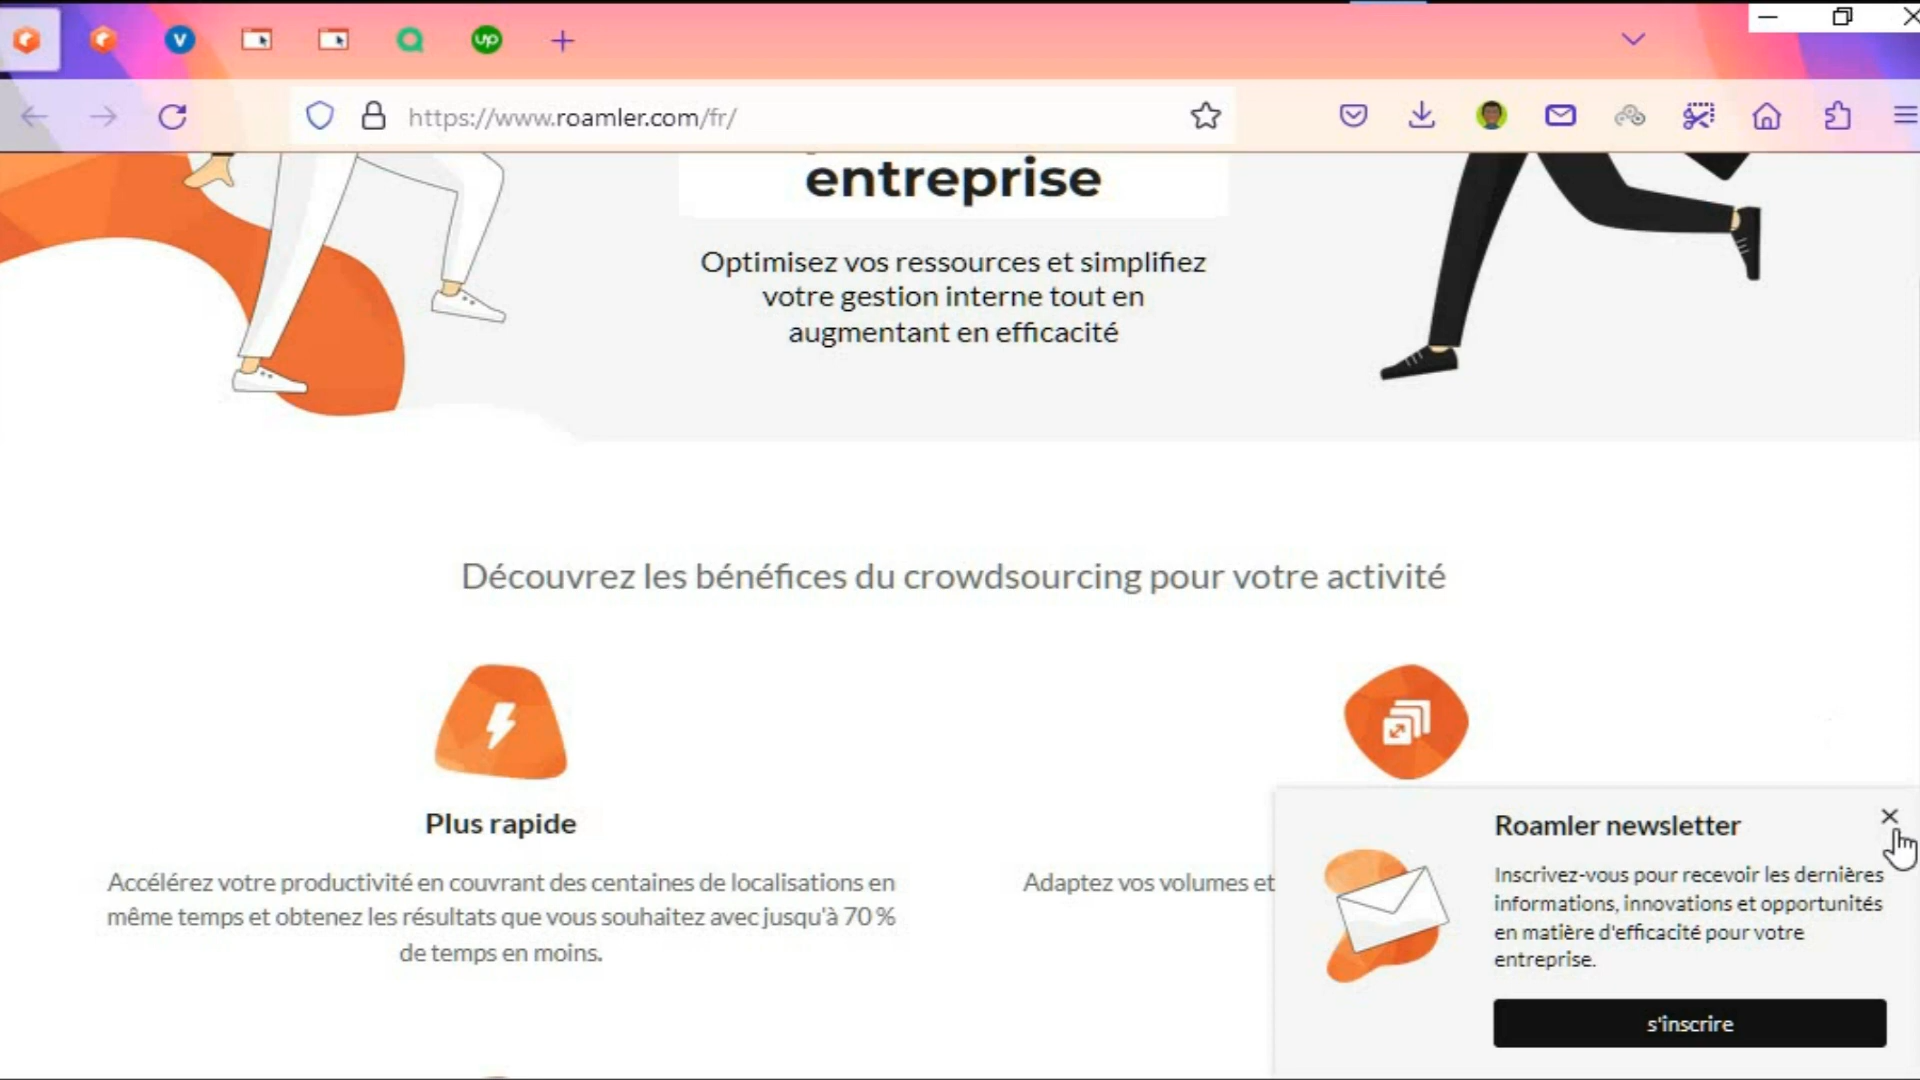 V
up
https://www.roamler.com/fr/
entreprise
Optimisez vos ressources et simplifiez
votre gestion interne tout en
augmentant en efficacité
Découvrez les bénéfices du crowdsourcing pour votre activité
Plus rapide
Accélérez votre productivité en couvrant des centaines de localisations en
même temps et obtenez les résultats que vous souhaitez avec jusqu'à 70 %
de temps en moins.
Adaptez vos volumes et
Roamler newsletter
Inscrivez-vous pour recevoir les dernières
informations, innovations et opportunités
en matière d'efficacité pour votre
entreprise.
s'inscrire